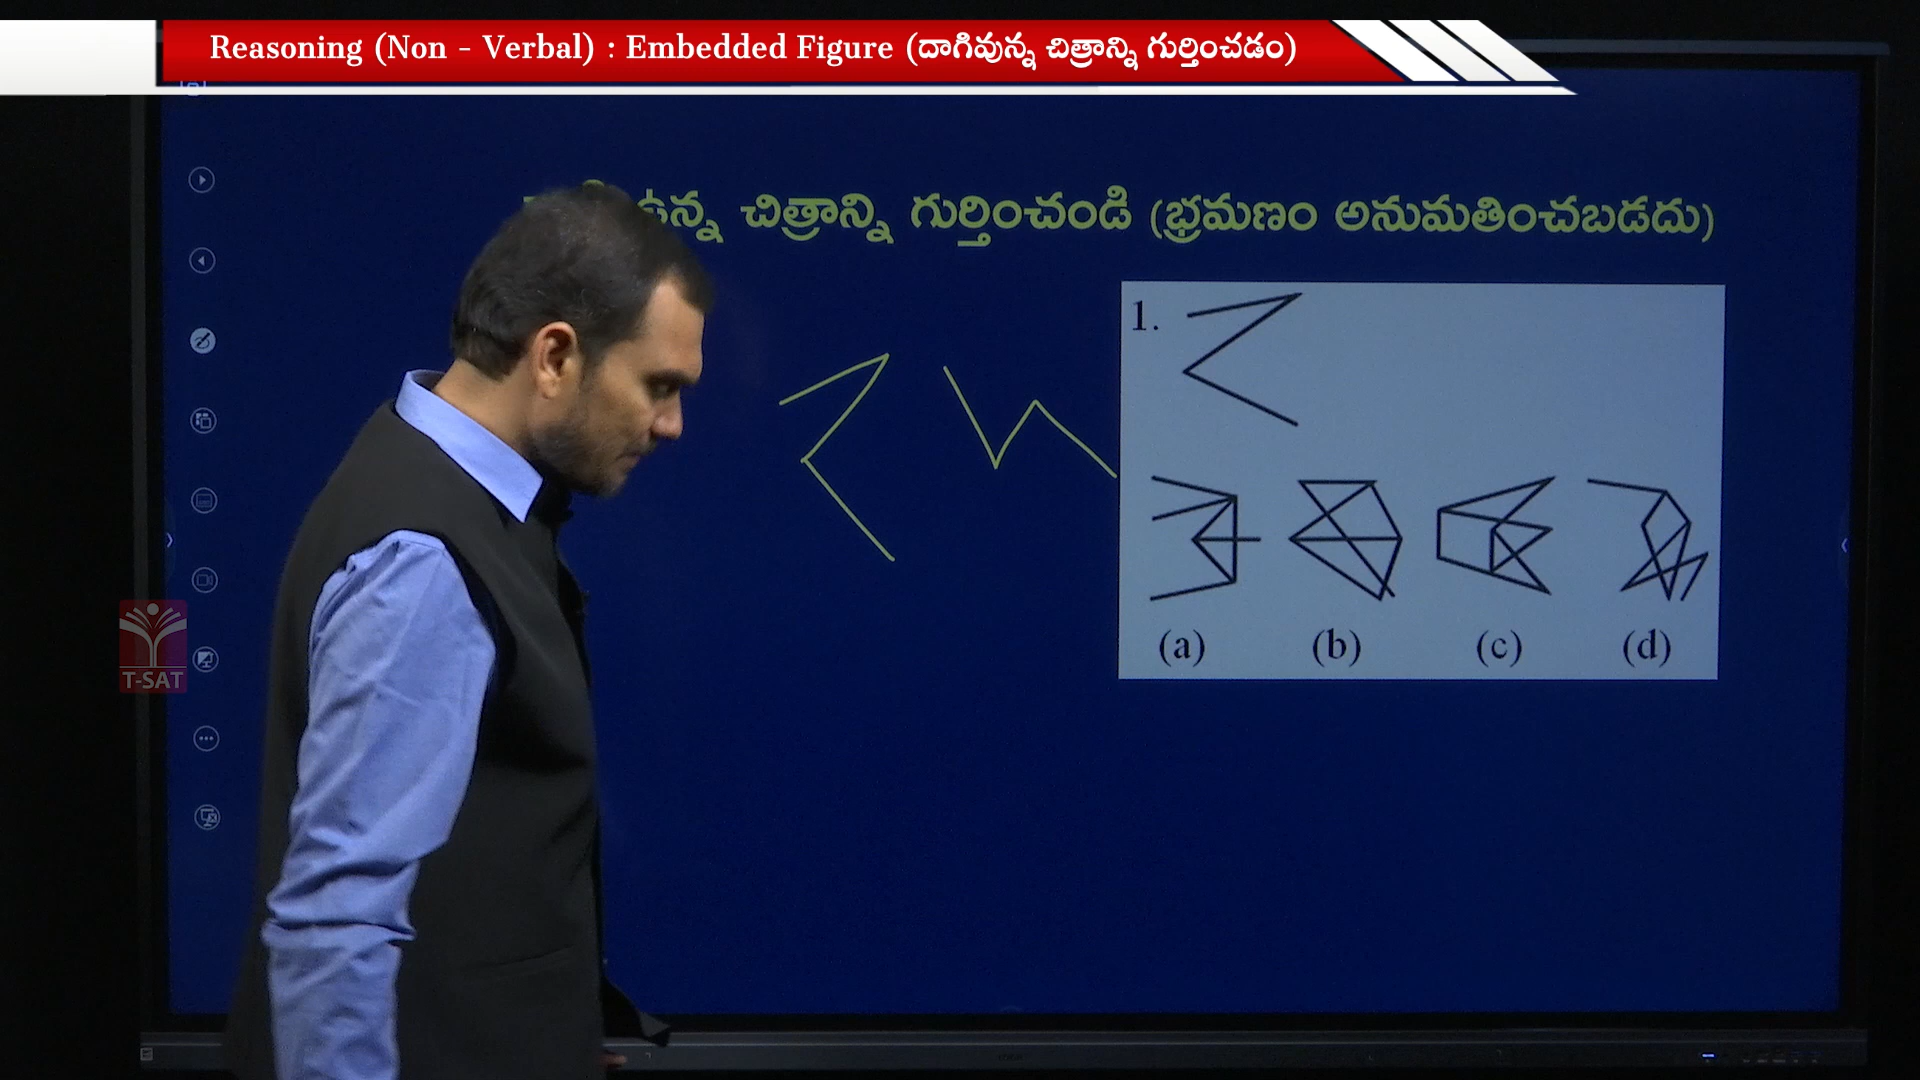 Reasoning (Non - Verbal) : Embedded Figure (దాగివున్న చిత్రాన్ని గుర్తించడం)
ఉన్న చిత్రాన్ని గుర్తించండి (భ్రమణం అనుమతించబడదు)
1.
(a) (b) (c) (d)
T-SAT